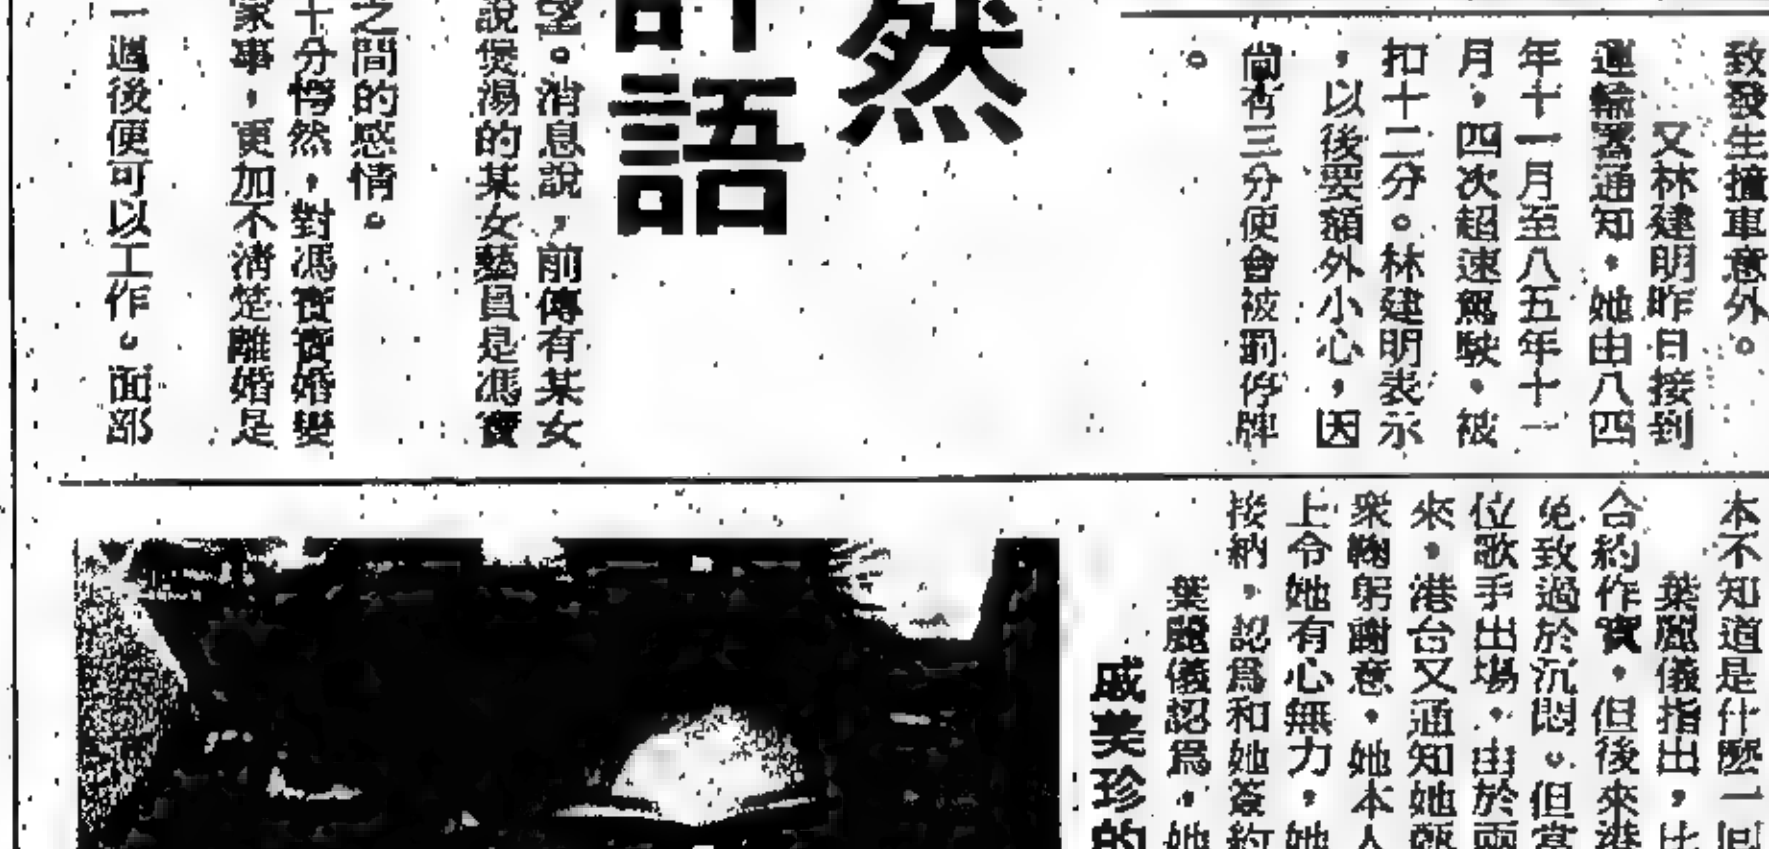 致發生撞車意外。
又林建明昨日接到
運輸署通知,她由八四
年十一月至八五年十一
月,四次超速駕駛,被
扣十二分。林建明表示
,以後要額外小心,因
尚有三分便會被罰停牌
。
然
語
望。消息說,前傳有某女
說煲湯的某女藝員是馮寶
之間的感情。
十分愕然,對馮寶寶婚變
家事,更加不清楚離婚是
一週後便可以工作。面部
本不知道是什麼一回
葉麗儀指出,比
合約作實,但後來港
免致過於沉悶。但當
位歌手出場,由於兩
來,港台又通知她
衆鞠躬謝意,她本人
上令她有心無力,她
接納,認爲和她簽約
葉麗儀認爲,她
戚美珍的